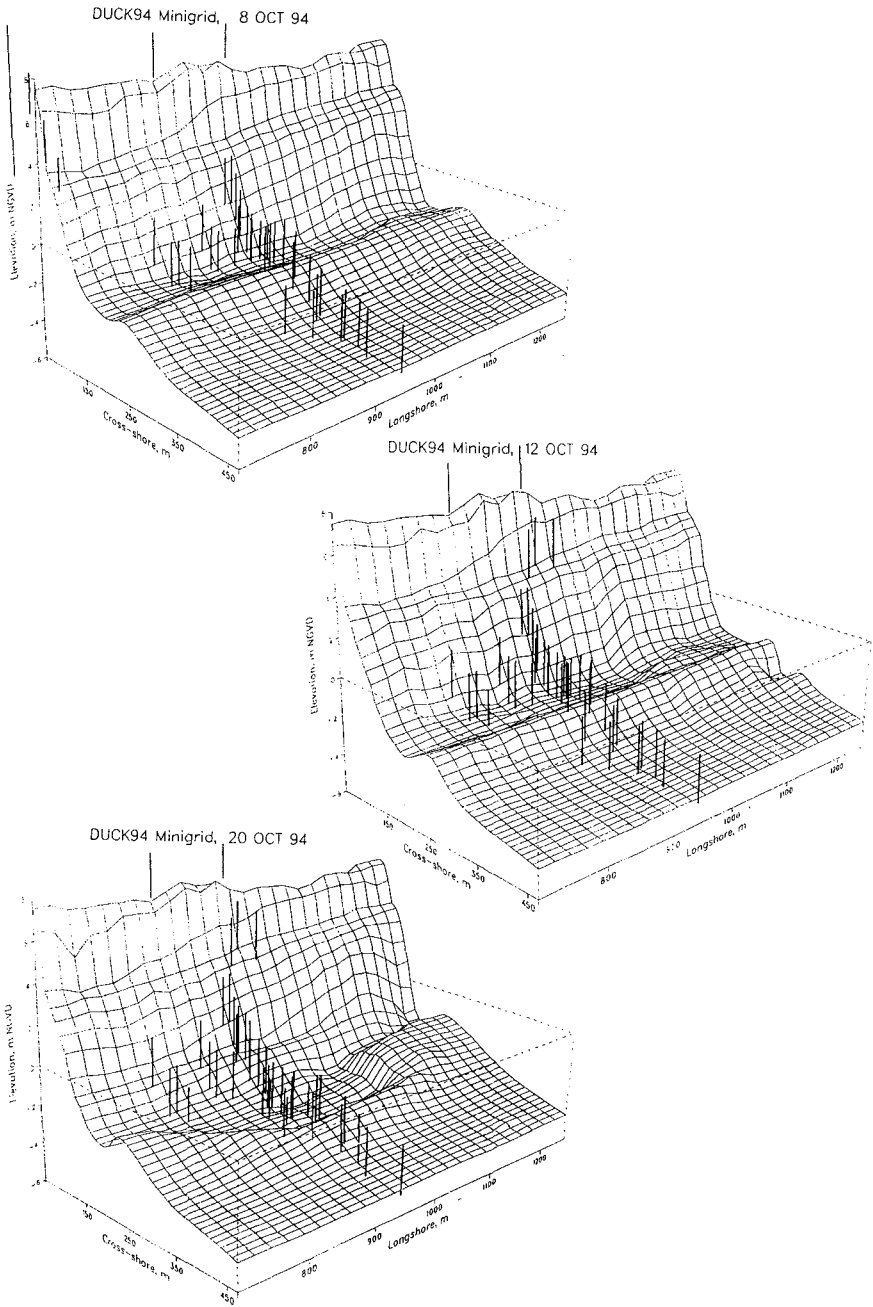 DUCK94 Minigrid, 8 OCT 94
Elevation, m NGVD
Cross-shore, m
250
350
450
Longshore, m
800
900
1000
1100
1200
DUCK94 Minigrid, 12 OCT 94
Elevation, m NGVD
Cross-shore, m
150
250
350
450
Longshore, m
800
1000
1100
1200
DUCK94 Minigrid, 20 OCT 94
Elevation, m NGVD
Cross-shore, m
250
350
450
Longshore, m
800
900
1000
1100
1200